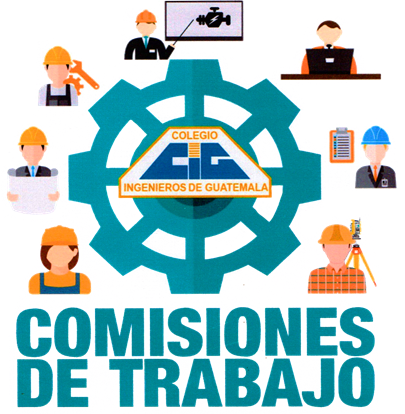 COLEGIO
CIG
INGENIEROS DE GUATEMALA
COMISIONES
DE TRABAJO